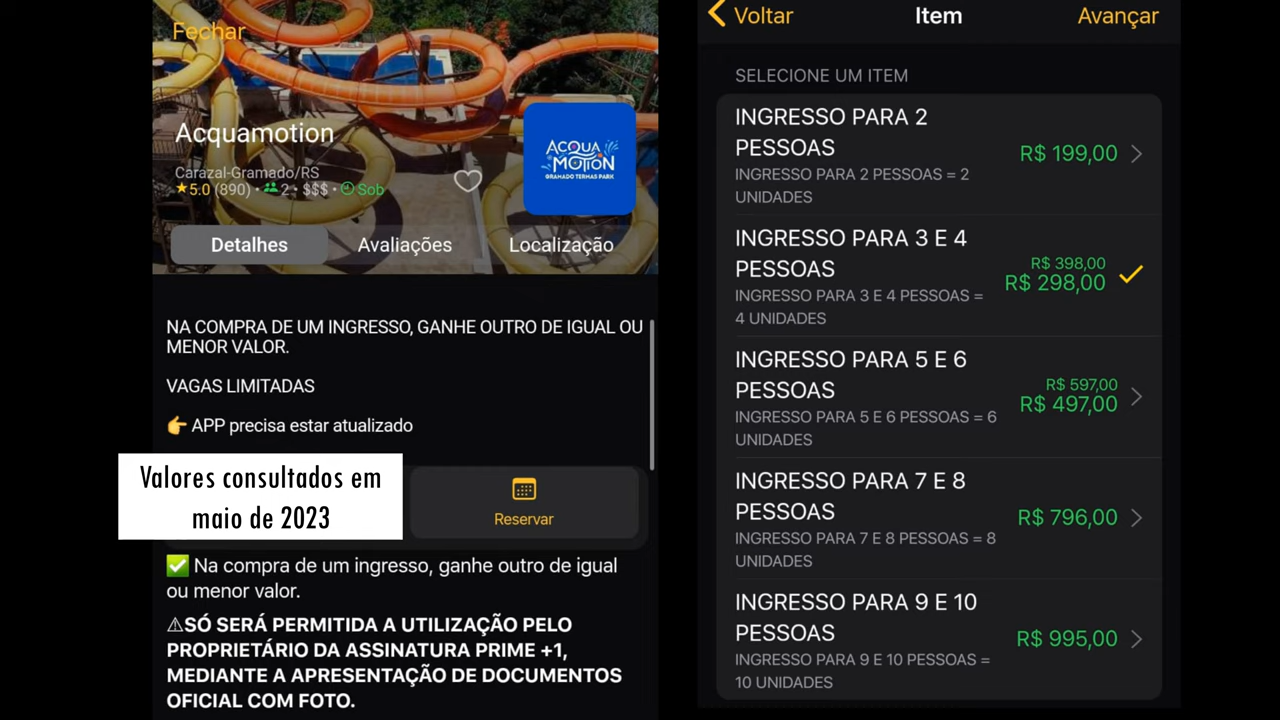 Fechar
Acquamotion
Carazal-Gramado/RS
5.0 (890) • 2 • $$$ • Sob
ACQUA
MOTION
GRAMADO TERMAS PARK
Detalhes
Avaliações
Localização
NA COMPRA DE UM INGRESSO, GANHE OUTRO DE IGUAL OU
MENOR VALOR.
VAGAS LIMITADAS
👉 APP precisa estar atualizado
Valores consultados em
maio de 2023
Reservar
✅ Na compra de um ingresso, ganhe outro de igual
ou menor valor.
⚠SÓ SERÁ PERMITIDA A UTILIZAÇÃO PELO
PROPRIETÁRIO DA ASSINATURA PRIME +1,
MEDIANTE A APRESENTAÇÃO DE DOCUMENTOS
OFICIAL COM FOTO.
Voltar
Item
Avançar
SELECIONE UM ITEM
INGRESSO PARA 2
PESSOAS
R$ 199,00
INGRESSO PARA 2 PESSOAS = 2
UNIDADES
INGRESSO PARA 3 E 4
PESSOAS
R$ 398,00
R$ 298,00
INGRESSO PARA 3 E 4 PESSOAS =
4 UNIDADES
INGRESSO PARA 5 E 6
PESSOAS
R$ 597,00
R$ 497,00
INGRESSO PARA 5 E 6 PESSOAS = 6
UNIDADES
INGRESSO PARA 7 E 8
PESSOAS
R$ 796,00
INGRESSO PARA 7 E 8 PESSOAS = 8
UNIDADES
INGRESSO PARA 9 E 10
PESSOAS
R$ 995,00
INGRESSO PARA 9 E 10 PESSOAS =
10 UNIDADES